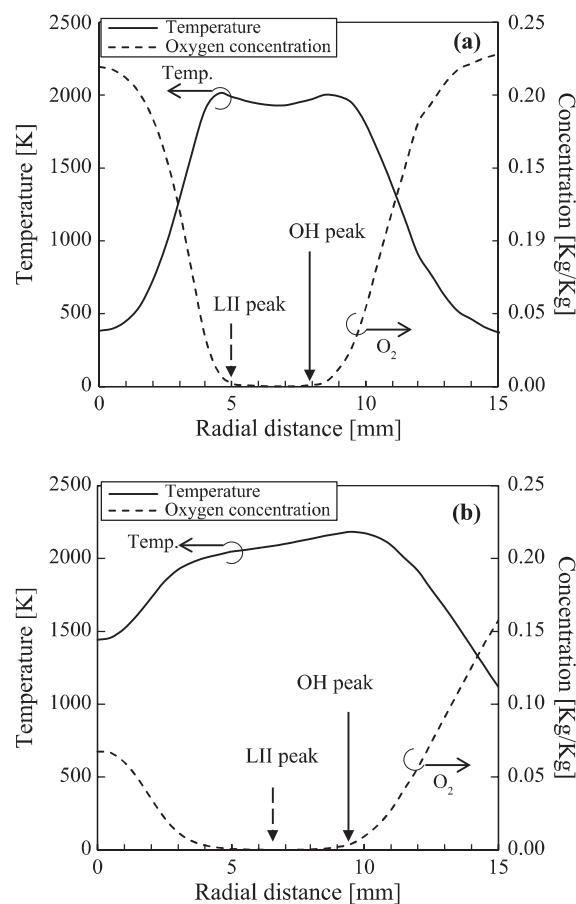 Temperature
Oxygen concentration
(a)
Temp.
OH peak
LII peak
O2
2500
2000
1500
1000
500
0
0.25
0.20
0.15
0.19
0.05
0.00
0
5
10
15
Temperature [K]
Concentration [Kg/Kg]
Radial distance [mm]
Temperature
Oxygen concentration
(b)
Temp.
OH peak
LII peak
O2
2500
2000
1500
1000
500
0
0.25
0.20
0.15
0.10
0.05
0.00
0
5
10
15
Temperature [K]
Concentration [Kg/Kg]
Radial distance [mm]